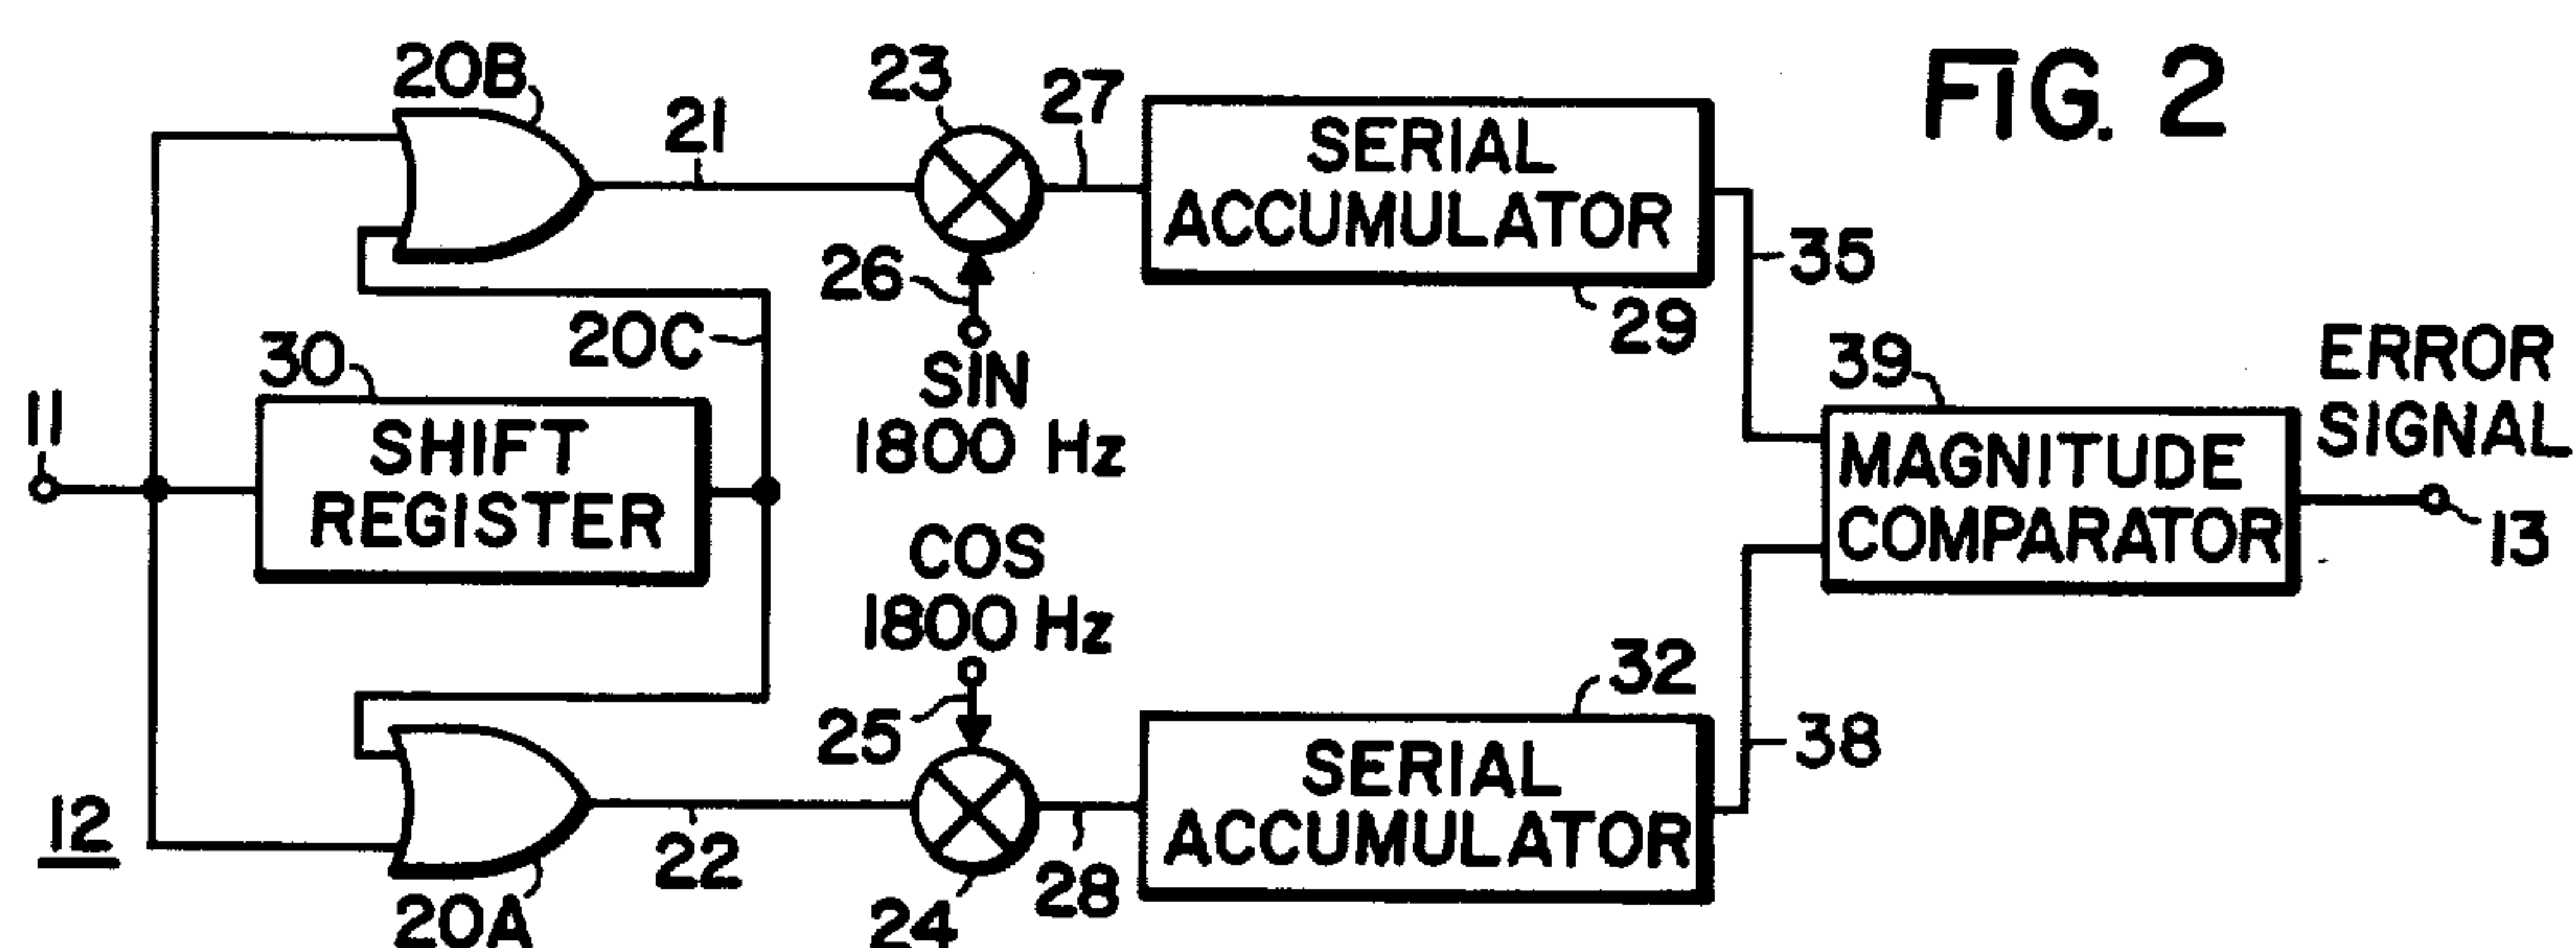 FIG. 2
20B
21
23
27
SERIAL
ACCUMULATOR
26
SIN
1800 Hz
29
35
20C
30
SHIFT
REGISTER
11
39
MAGNITUDE
COMPARATOR
ERROR
SIGNAL
13
COS
1800 Hz
25
32
SERIAL
ACCUMULATOR
38
12
20A
22
24
28